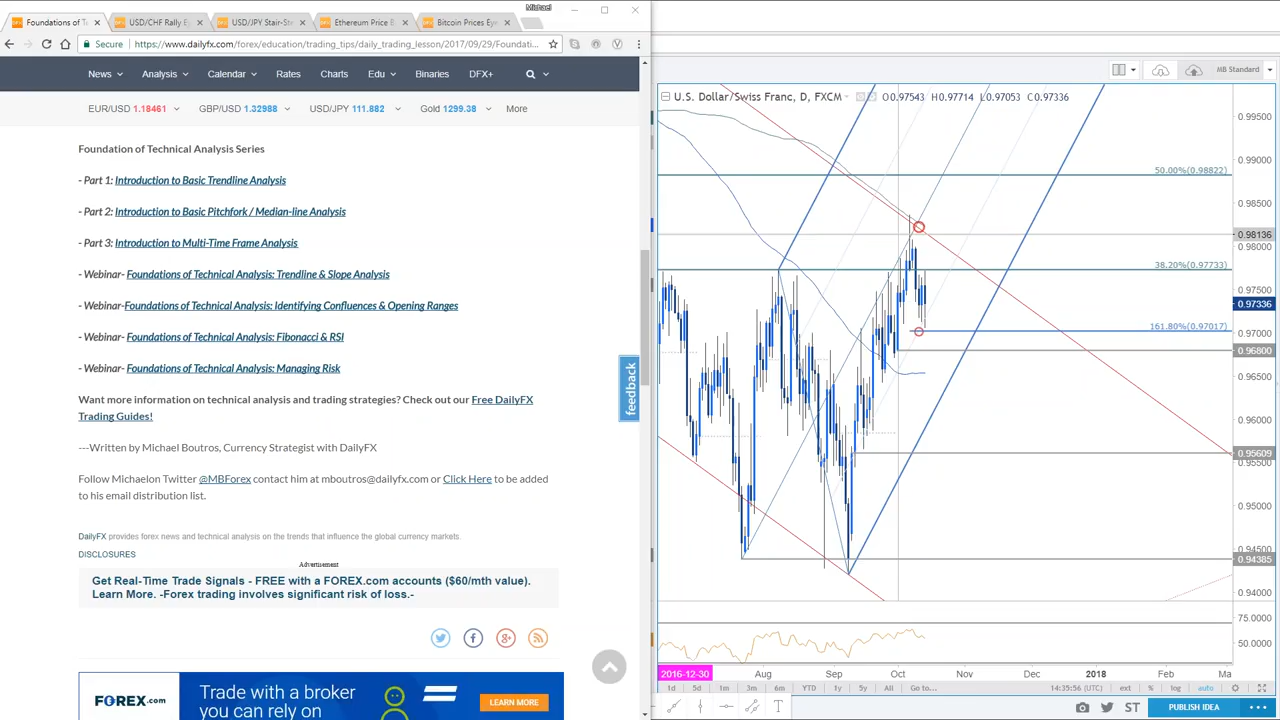 Michael
Foundations of Te
USD/CHF Rally Ey
USD/JPY Stair-Ste
Ethereum Price B
Bitcoin Prices Eye
Secure
https://www.dailyfx.com/forex/education/trading_tips/daily_trading_lesson/2017/09/29/Foundati...
News
Analysis
Calendar
Rates
Charts
Edu
Binaries
DFX+
EUR/USD 1.18461
GBP/USD 1.32988
USD/JPY 111.882
Gold 1299.38
More
Foundation of Technical Analysis Series
- Part 1: Introduction to Basic Trendline Analysis
- Part 2: Introduction to Basic Pitchfork / Median-line Analysis
- Part 3: Introduction to Multi-Time Frame Analysis
- Webinar- Foundations of Technical Analysis: Trendline & Slope Analysis
- Webinar-Foundations of Technical Analysis: Identifying Confluences & Opening Ranges
- Webinar- Foundations of Technical Analysis: Fibonacci & RSI
- Webinar- Foundations of Technical Analysis: Managing Risk
Want more information on technical analysis and trading strategies? Check out our Free DailyFX
Trading Guides!
---Written by Michael Boutros, Currency Strategist with DailyFX
Follow Michaelon Twitter @MBForex contact him at mboutros@dailyfx.com or Click Here to be added
to his email distribution list.
DailyFX provides forex news and technical analysis on the trends that influence the global currency markets.
DISCLOSURES
Advertisement
Get Real-Time Trade Signals - FREE with a FOREX.com accounts ($60/mth value).
Learn More. -Forex trading involves significant risk of loss.-
FOREX.com
Trade with a broker
you can rely on
LEARN MORE
feedback
MB Standard
U.S. Dollar/Swiss Franc, D, FXCM
O0.97543 H0.97714 L0.97053 C0.97336
50.00%(0.98822)
38.20%(0.97733)
161.80%(0.97017)
0.99500
0.99000
0.98500
0.98136
0.98000
0.97500
0.97336
0.97000
0.96800
0.96500
0.96000
0.95609
0.95500
0.95000
0.94500
0.94385
0.94000
75.00%
50.00%
2016-12-30
Aug
Sep
Oct
Nov
Dec
2018
Feb
Ma
1d
5d
1m
3m
6m
YTD
1y
5y
All
Go to...
14:35:56 (UTC)
ext
%
log
auto
ST
PUBLISH IDEA